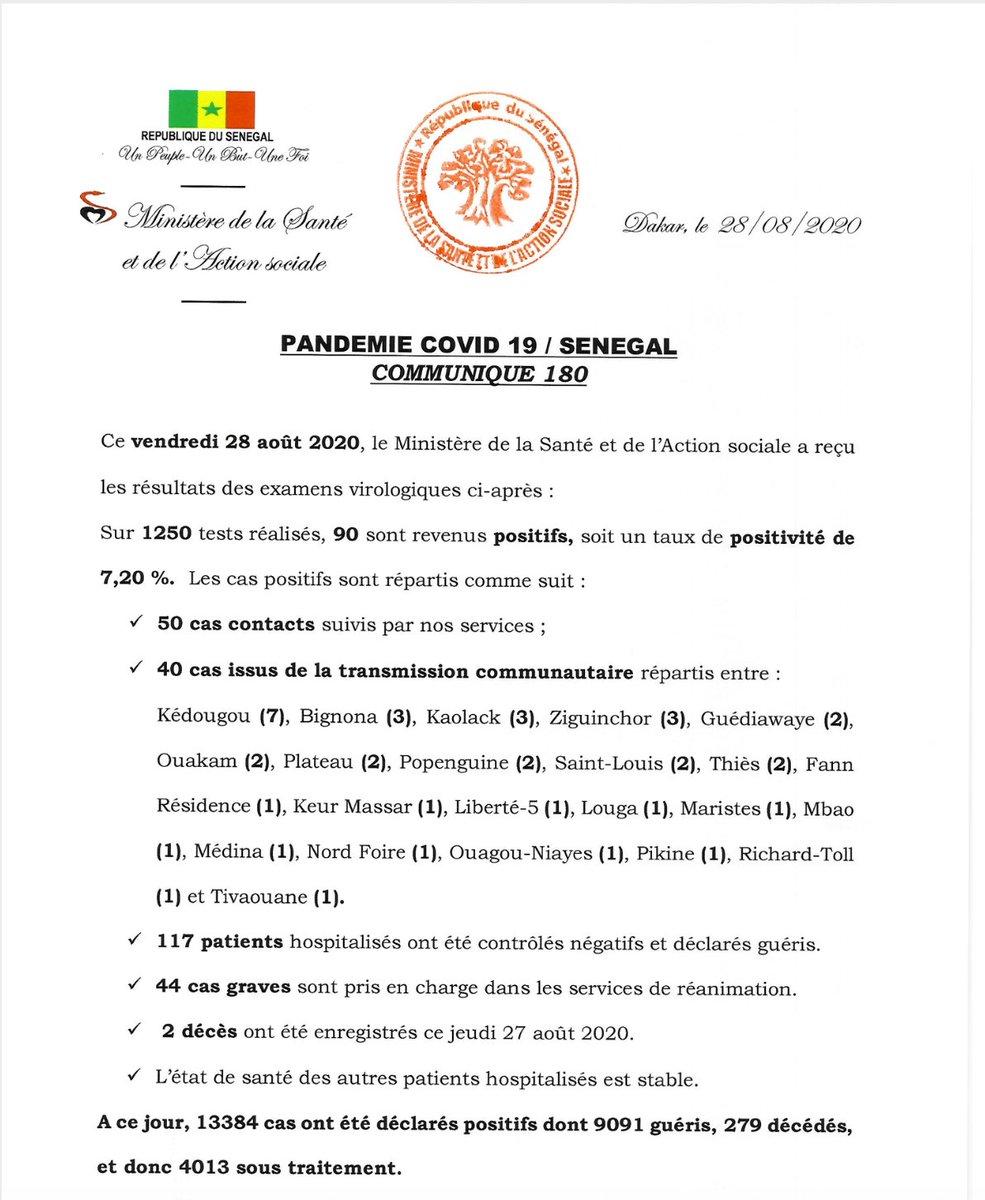 REPUBLIQUE DU SENEGAL
Un Peuple-Un But-Une Foi
Ministère de la Santé
et de l'Action sociale
★ République du Sénégal ★
MINISTÈRE DE LA SANTÉ ET DE L'ACTION SOCIALE
Dakar, le 28/08/2020
PANDEMIE COVID 19 / SENEGAL
COMMUNIQUE 180
Ce vendredi 28 août 2020, le Ministère de la Santé et de l'Action sociale a reçu
les résultats des examens virologiques ci-après :
Sur 1250 tests réalisés, 90 sont revenus positifs, soit un taux de positivité de
7,20 %. Les cas positifs sont répartis comme suit :
✓ 50 cas contacts suivis par nos services ;
✓ 40 cas issus de la transmission communautaire répartis entre :
Kédougou (7), Bignona (3), Kaolack (3), Ziguinchor (3), Guédiawaye (2),
Ouakam (2), Plateau (2), Popenguine (2), Saint-Louis (2), Thiès (2), Fann
Résidence (1), Keur Massar (1), Liberté-5 (1), Louga (1), Maristes (1), Mbao
(1), Médina (1), Nord Foire (1), Ouagou-Niayes (1), Pikine (1), Richard-Toll
(1) et Tivaouane (1).
✓ 117 patients hospitalisés ont été contrôlés négatifs et déclarés guéris.
✓ 44 cas graves sont pris en charge dans les services de réanimation.
✓ 2 décès ont été enregistrés ce jeudi 27 août 2020.
✓ L'état de santé des autres patients hospitalisés est stable.
A ce jour, 13384 cas ont été déclarés positifs dont 9091 guéris, 279 décédés,
et donc 4013 sous traitement.